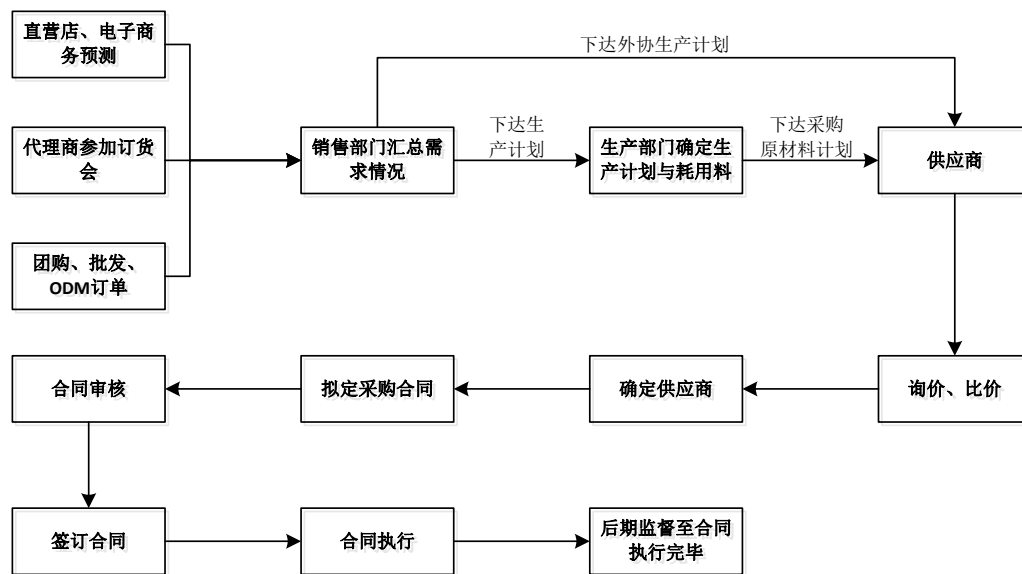 直营店、电子商
务预测
下达外协生产计划
代理商参加订货
会
销售部门汇总需
求情况
下达生
产计划
生产部门确定生
产计划与耗用料
下达采购
原材料计划
供应商
团购、批发、
ODM订单
合同审核
拟定采购合同
确定供应商
询价、比价
签订合同
合同执行
后期监督至合同
执行完毕